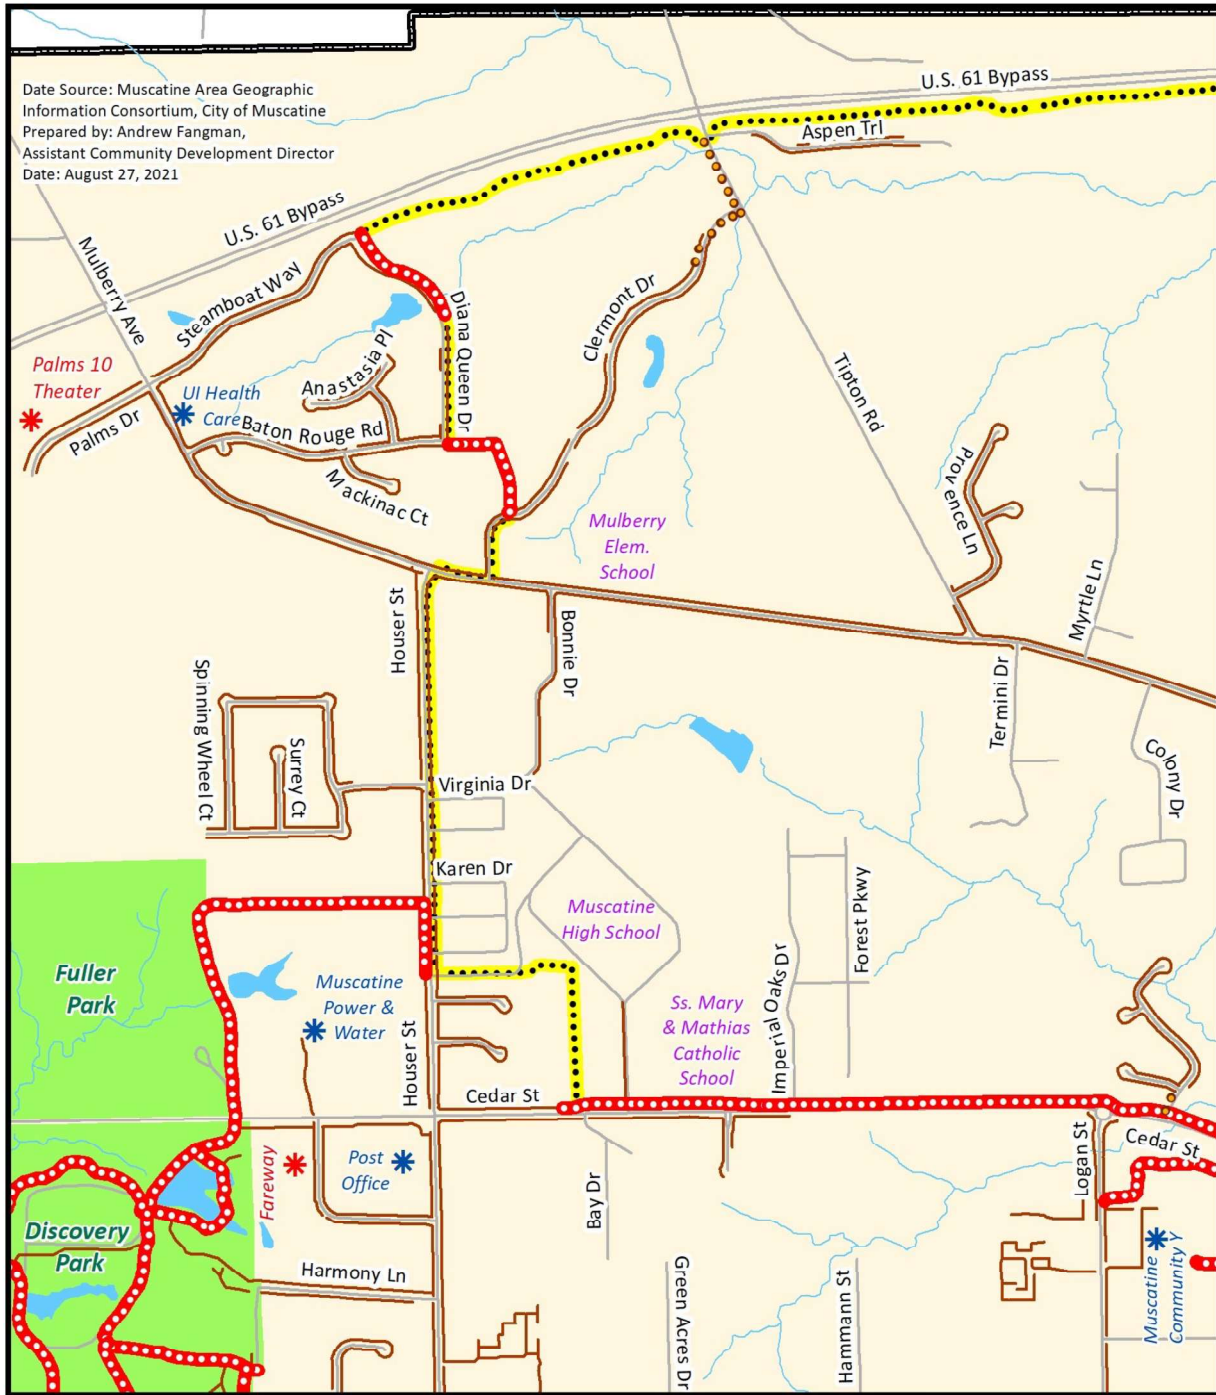 Date Source: Muscatine Area Geographic
Information Consortium, City of Muscatine
Prepared by: Andrew Fangman,
Assistant Community Development Director
Date: August 27, 2021
U.S. 61 Bypass
Aspen Trl
U.S. 61 Bypass
Mulberry Ave
Steamboat Way
Diana Queen Dr
Clermont Dr
Tipton Rd
Palms 10
Theater
Palms Dr
UI Health
Care
Anastasia Pl
Baton Rouge Rd
Mackinac Ct
Provence Ln
Mulberry
Elem.
School
Myrtle Ln
Houser St
Bonnie Dr
Termini Dr
Colony Dr
Spinning Wheel Ct
Surrey Ct
Virginia Dr
Karen Dr
Muscatine
High School
Imperial Oaks Dr
Forest Pkwy
Fuller
Park
Muscatine
Power &
Water
Houser St
Ss. Mary
& Mathias
Catholic
School
Cedar St
Cedar St
Logan St
Fareway
Post
Office
Bay Dr
Discovery
Park
Harmony Ln
Green Acres Dr
Hammann St
Muscatine
Community Y